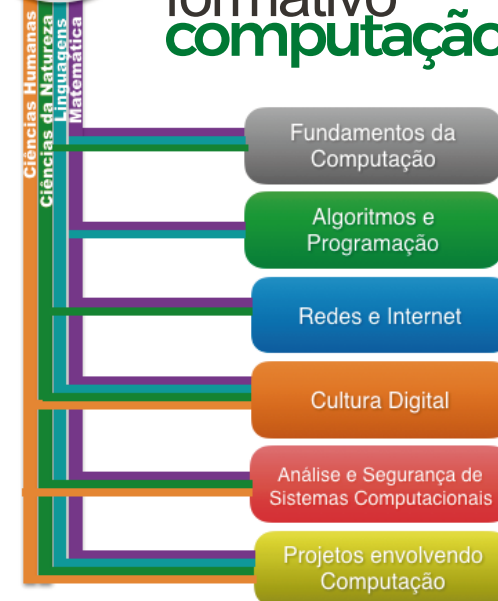 formativo
computação
Ciências Humanas
Ciências da Natureza
Linguagens
Matemática
Fundamentos da
Computação
Algoritmos e
Programação
Redes e Internet
Cultura Digital
Análise e Segurança de
Sistemas Computacionais
Projetos envolvendo
Computação